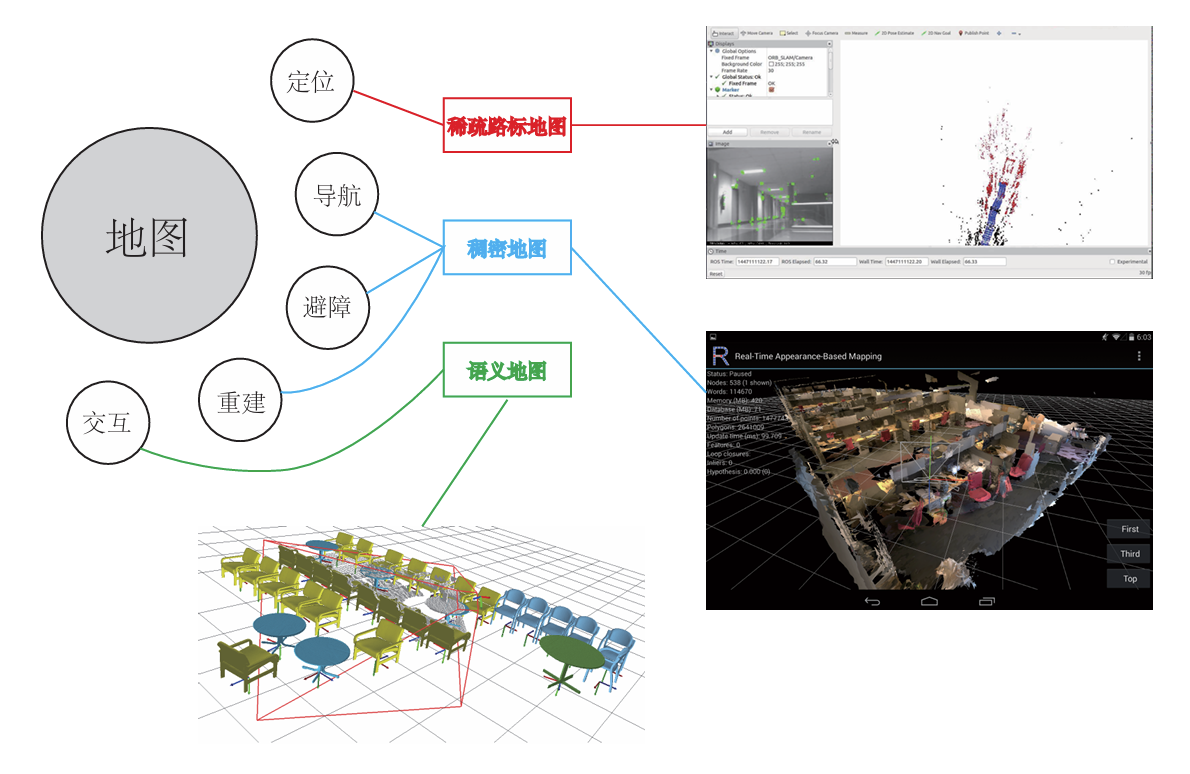 定位
稀疏路标地图
导航
地图
稠密地图
避障
语义地图
重建
交互
Interact Move Camera Select Focus Camera Measure 2D Pose Estimate 2D Nav Goal Publish Point
Displays
Global Options
Fixed Frame ORB_SLAM/Camera
Background Color 255; 255; 255
Frame Rate 30
Global Status: Ok
Fixed Frame OK
Marker
Status: Ok
Add Remove Rename
Image
Time
ROS Time: 1447111122.17 ROS Elapsed: 66.32 Wall Time: 1447111122.20 Wall Elapsed: 66.33 Experimental
Reset 30 fp
6:03
R Real-Time Appearance-Based Mapping
Status: Paused
Nodes: 538 (1 shown)
Words: 114670
Memory (MB): 420
Database (MB): 21
Number of points: 1477747
Polygons: 2641009
Update time (ms): 99.709
Features: 0
Loop closures:
Inliers: 0
Hypothesis: 0.000 (0)
First
Third
Top